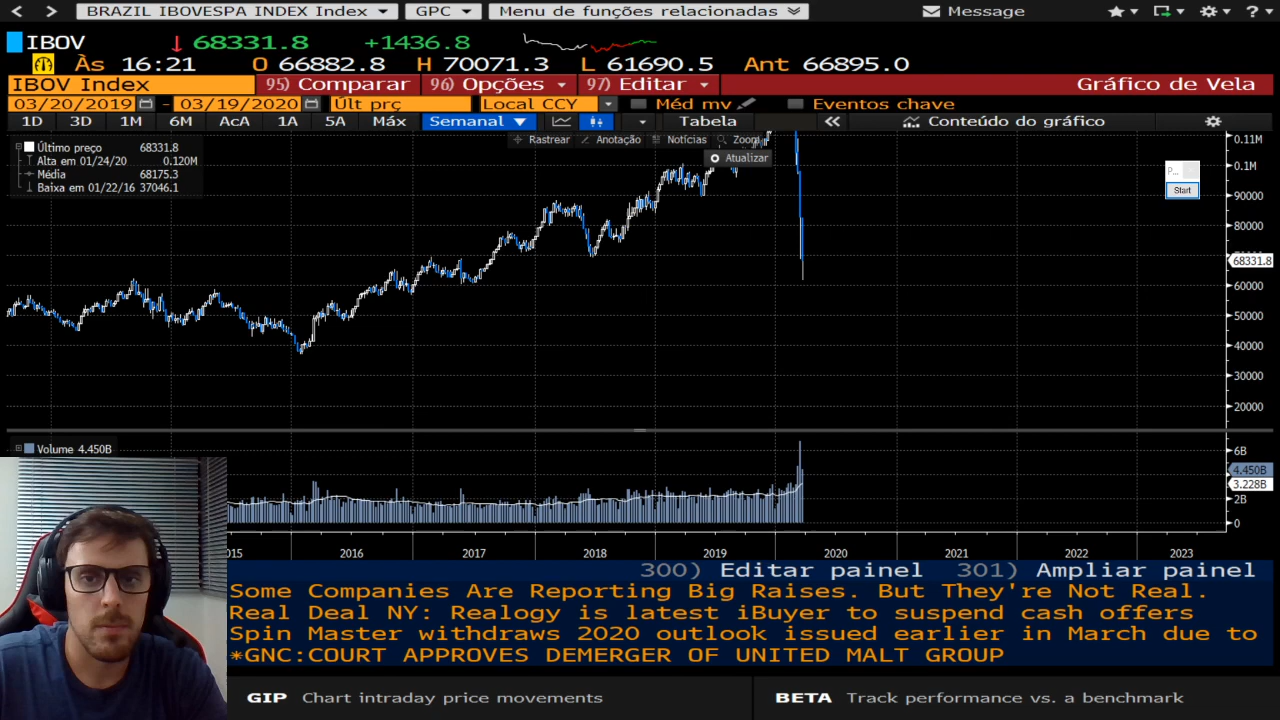 BRAZIL IBOVESPA INDEX Index GPC Menu de funções relacionadas Message
IBOV 68331.8 +1436.8
Às 16:21 O 66882.8 H 70071.3 L 61690.5 Ant 66895.0
IBOV Index 95) Comparar 96) Opções 97) Editar Gráfico de Vela
03/20/2019 - 03/19/2020 Últ prç Local CCY Méd mv Eventos chave
1D 3D 1M 6M AcA 1A 5A Máx Semanal Tabela Conteúdo do gráfico
Rastrear Anotação Notícias Zoom
Atualizar
Último preço 68331.8
Alta em 01/24/20 0.120M
Média 68175.3
Baixa em 01/22/16 37046.1
P...
Start
0.11M
0.1M
90000
80000
68331.8
60000
50000
40000
30000
20000
Volume 4.450B
6B
4.450B
3.228B
2B
0
2015 2016 2017 2018 2019 2020 2021 2022 2023
300) Editar painel 301) Ampliar painel
Some Companies Are Reporting Big Raises. But They're Not Real.
Real Deal NY: Realogy is latest iBuyer to suspend cash offers
Spin Master withdraws 2020 outlook issued earlier in March due to
*GNC:COURT APPROVES DEMERGER OF UNITED MALT GROUP
GIP Chart intraday price movements BETA Track performance vs. a benchmark